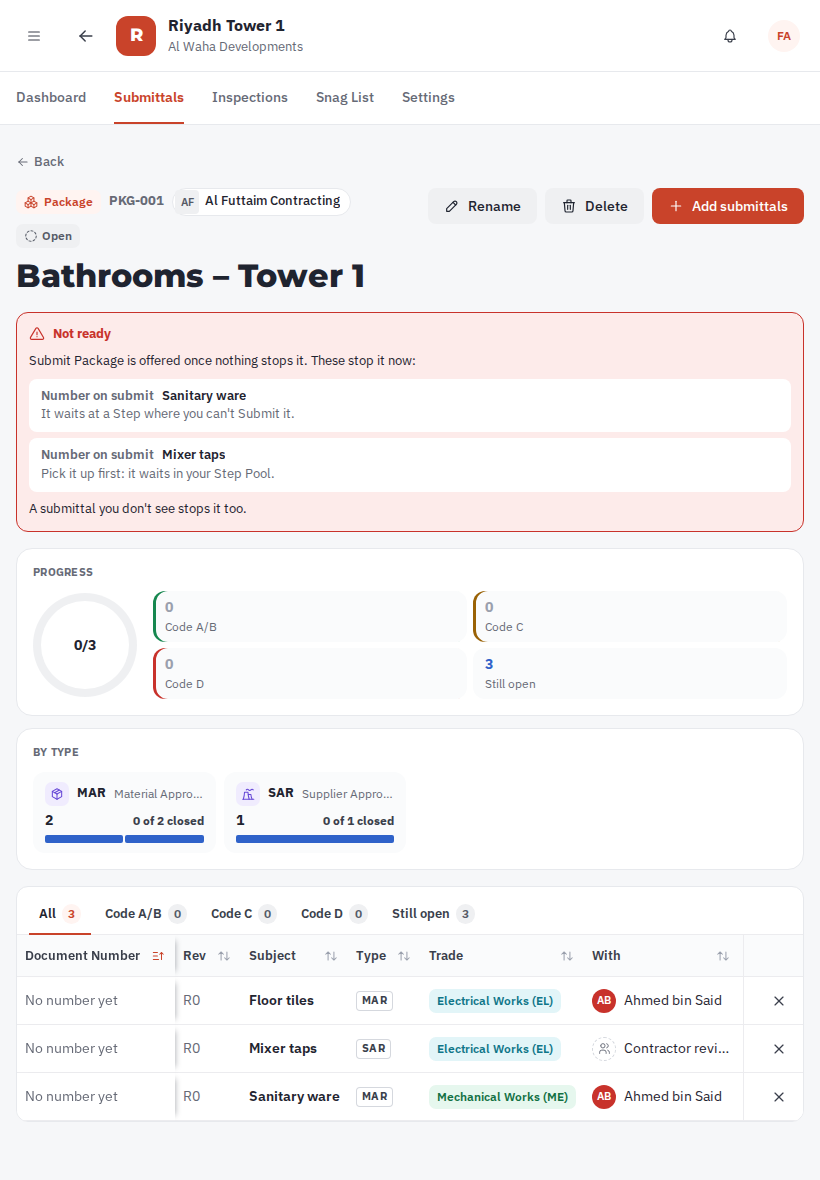 R
Riyadh Tower 1
Al Waha Developments
FA
Dashboard
Submittals
Inspections
Snag List
Settings
Back
Package
PKG-001
AF
Al Futtaim Contracting
Open
Rename
Delete
Add submittals
Bathrooms – Tower 1
Not ready
Submit Package is offered once nothing stops it. These stop it now:
Number on submit Sanitary ware
It waits at a Step where you can't Submit it.
Number on submit Mixer taps
Pick it up first: it waits in your Step Pool.
A submittal you don't see stops it too.
PROGRESS
0/3
0
Code A/B
0
Code C
0
Code D
3
Still open
BY TYPE
MAR Material Appro...
2 0 of 2 closed
SAR Supplier Appro...
1 0 of 1 closed
All 3
Code A/B 0
Code C 0
Code D 0
Still open 3
Document Number Rev Subject Type Trade With
No number yet R0 Floor tiles MAR Electrical Works (EL) AB Ahmed bin Said
No number yet R0 Mixer taps SAR Electrical Works (EL) Contractor revi...
No number yet R0 Sanitary ware MAR Mechanical Works (ME) AB Ahmed bin Said